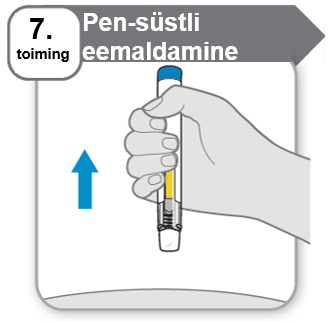 7.
toiming
Pen-süstli
eemaldamine